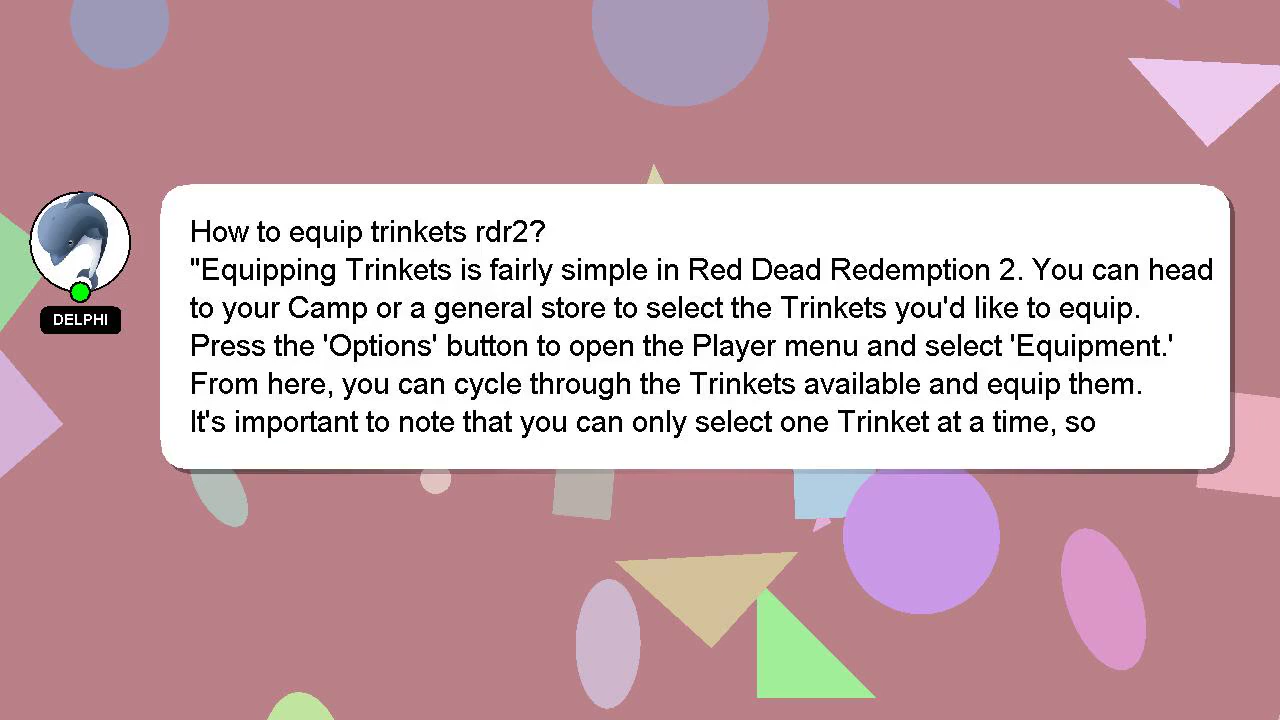 How to equip trinkets rdr2?
"Equipping Trinkets is fairly simple in Red Dead Redemption 2. You can head
to your Camp or a general store to select the Trinkets you'd like to equip.
Press the 'Options' button to open the Player menu and select 'Equipment.'
From here, you can cycle through the Trinkets available and equip them.
It's important to note that you can only select one Trinket at a time, so
DELPHI